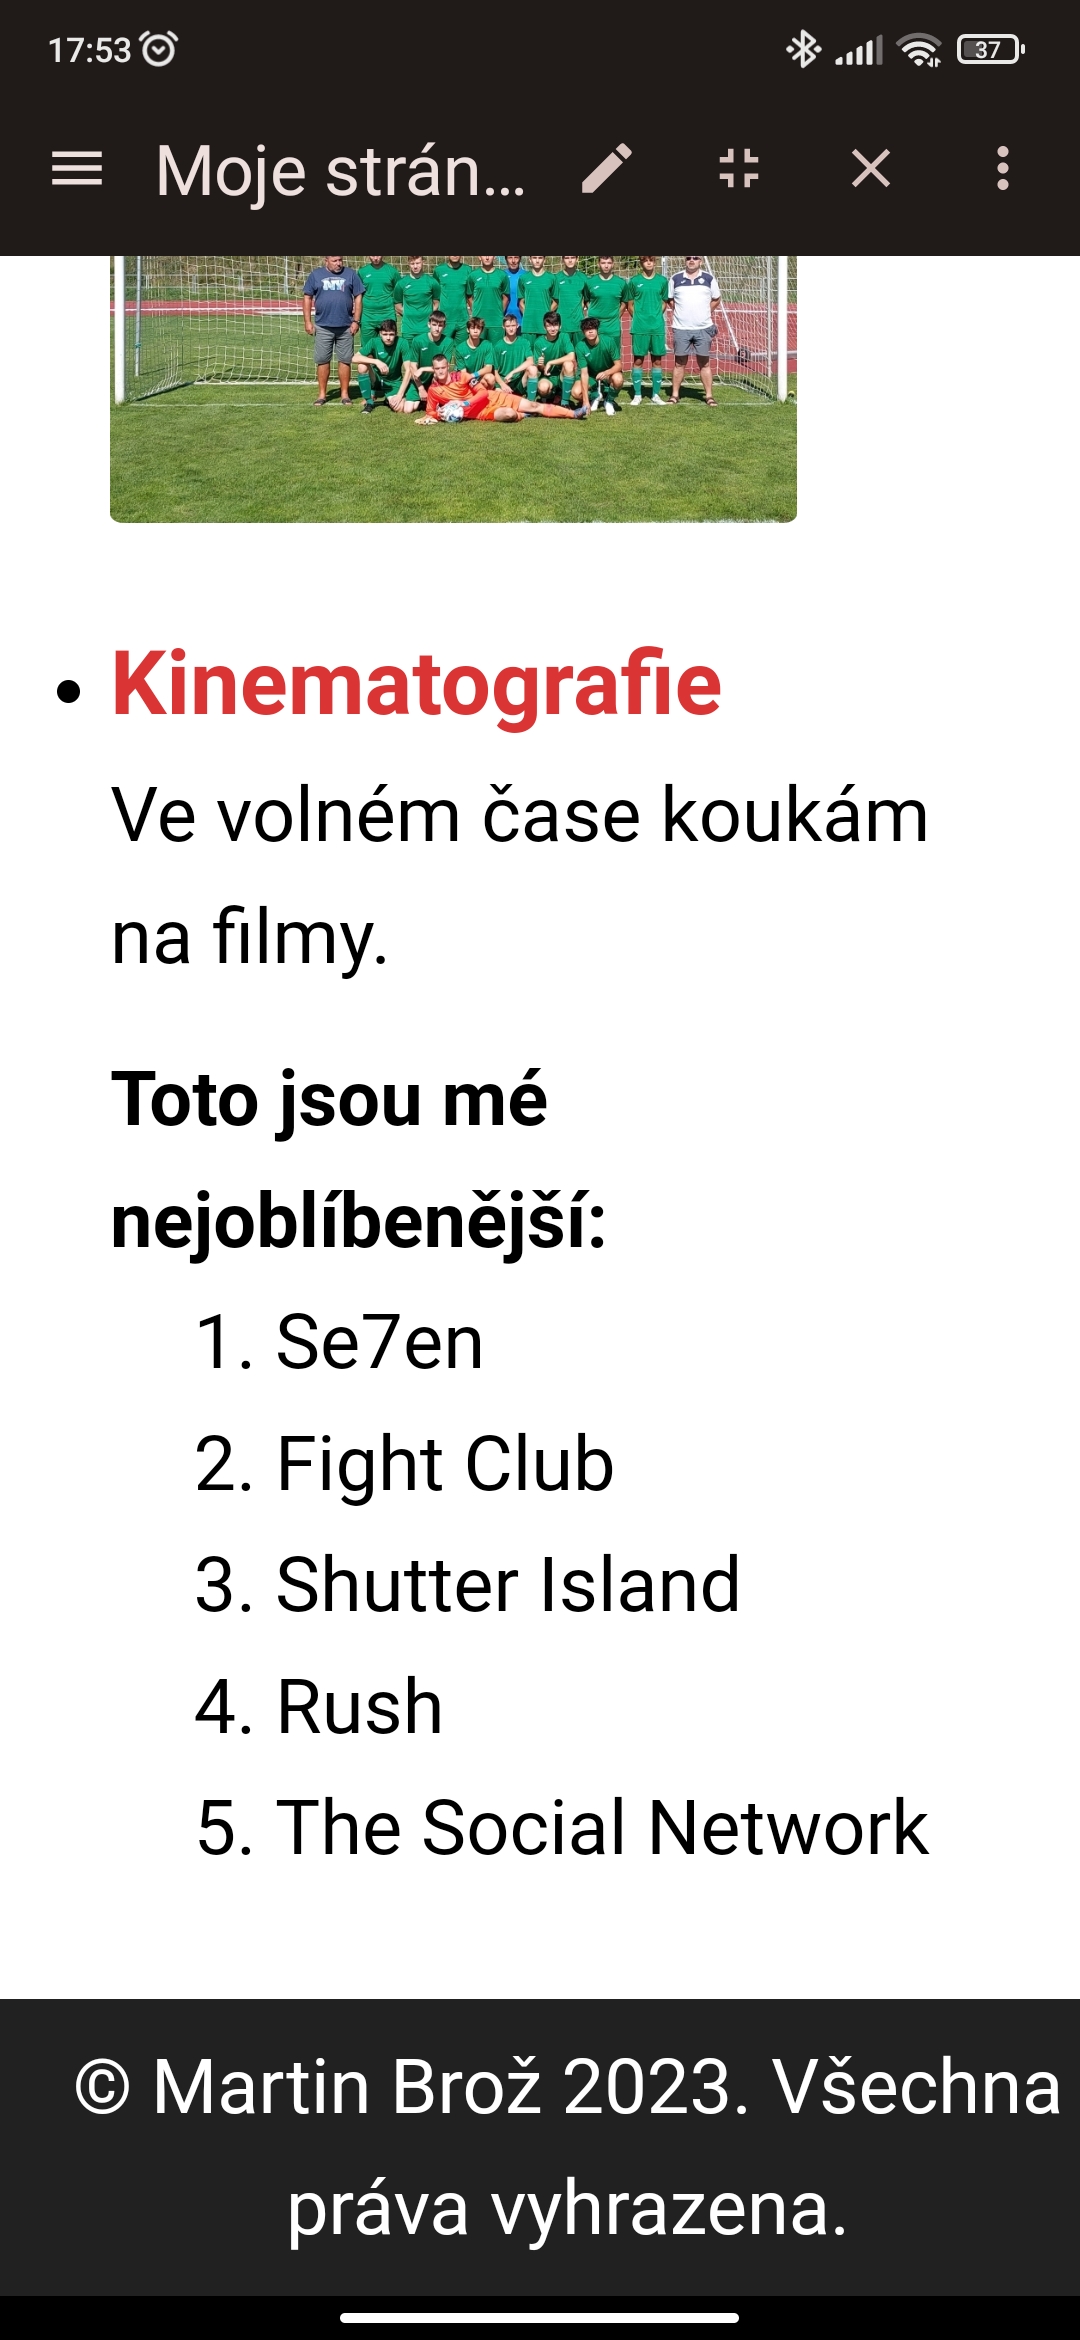 17:53
37
Moje strán...
NY
Kinematografie
Ve volném čase koukám
na filmy.
Toto jsou mé
nejoblíbenější:
1. Se7en
2. Fight Club
3. Shutter Island
4. Rush
5. The Social Network
© Martin Brož 2023. Všechna
práva vyhrazena.